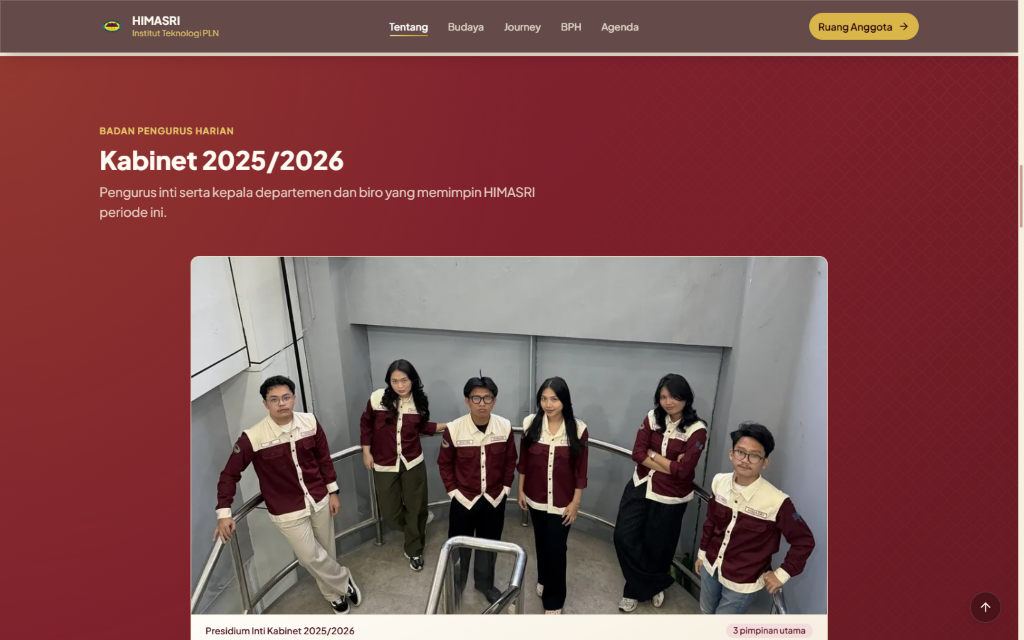 HIMASRI
Institut Teknologi PLN
Tentang
Budaya
Journey
BPH
Agenda
Ruang Anggota
BADAN PENGURUS HARIAN
Kabinet 2025/2026
Pengurus inti serta kepala departemen dan biro yang memimpin HIMASRI
periode ini.
Presidium Inti Kabinet 2025/2026
3 pimpinan utama